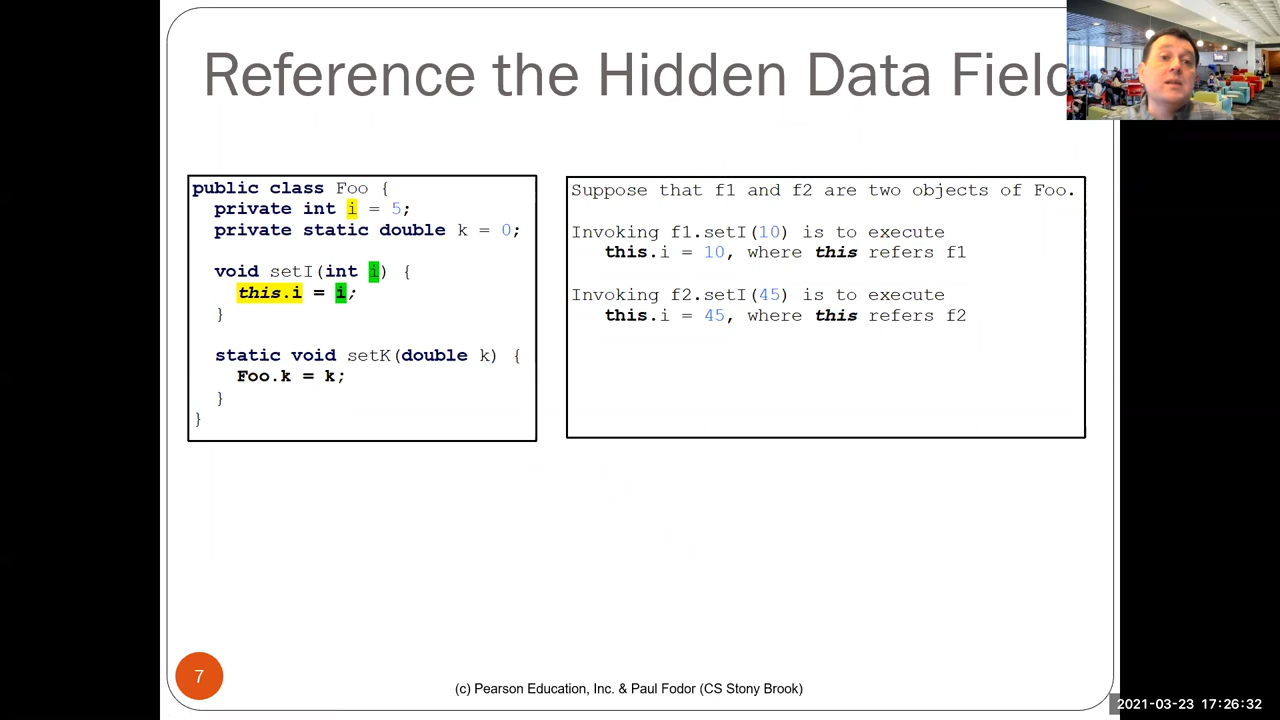 Reference the Hidden Data Field
public class Foo {
private int i = 5;
private static double k = 0;
void setI(int i) {
this.i = i;
}
static void setK(double k) {
Foo.k = k;
}
}
Suppose that f1 and f2 are two objects of Foo.
Invoking f1.setI(10) is to execute
this.i = 10, where this refers f1
Invoking f2.setI(45) is to execute
this.i = 45, where this refers f2
7
(c) Pearson Education, Inc. & Paul Fodor (CS Stony Brook)
2021-03-23 17:26:32